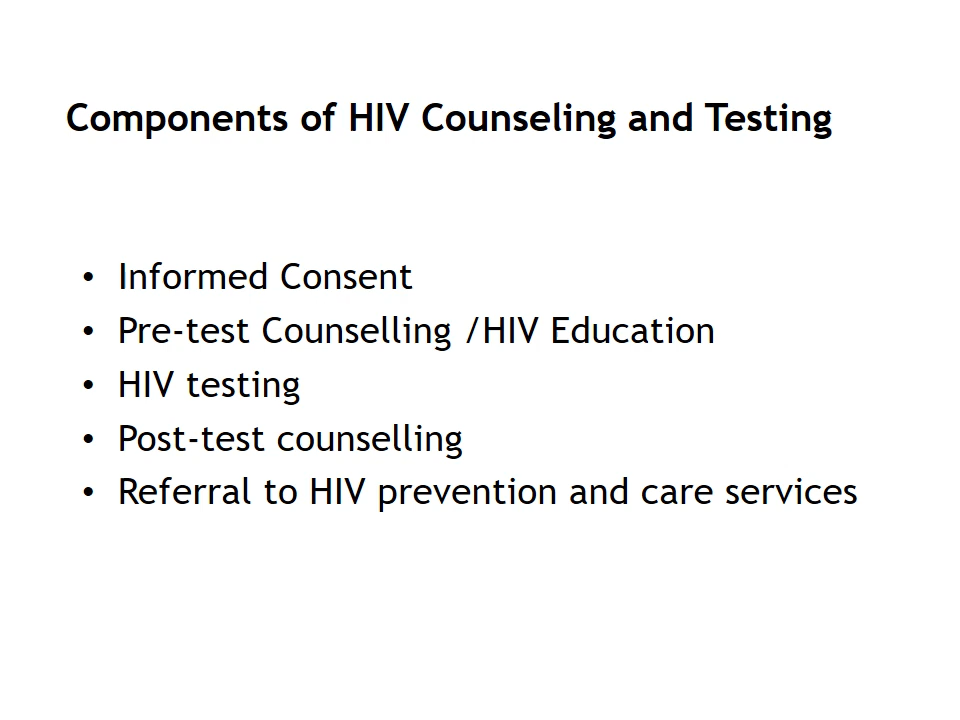 Components of HIV Counseling and Testing
• Informed Consent
• Pre-test Counselling /HIV Education
• HIV testing
• Post-test counselling
• Referral to HIV prevention and care services